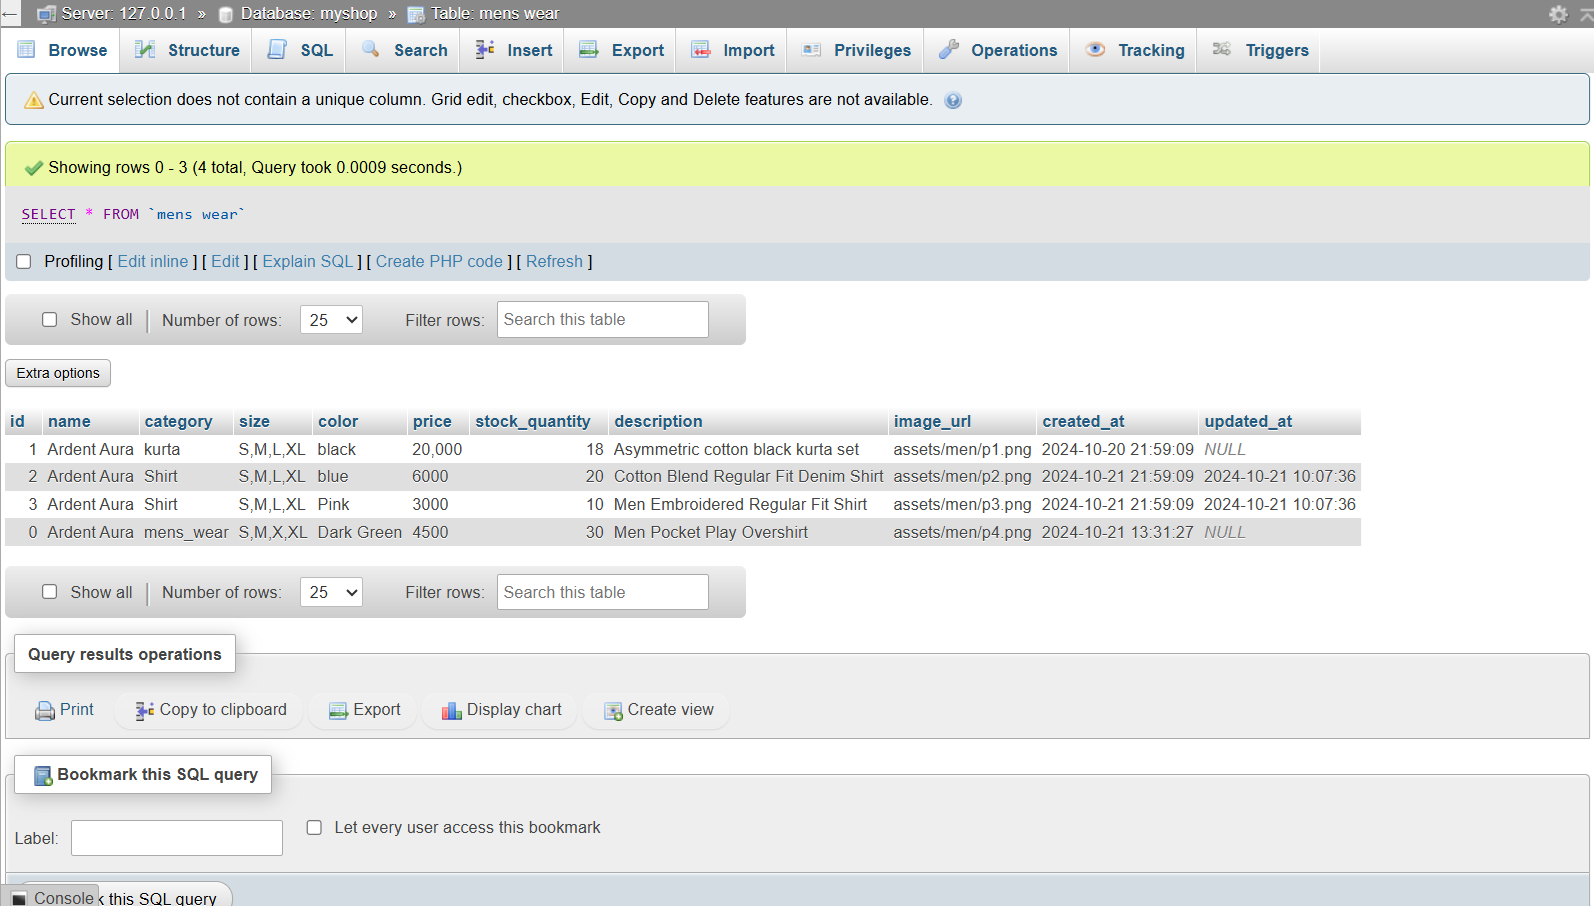 Server: 127.0.0.1 » Database: myshop » Table: mens wear
Browse Structure SQL Search Insert Export Import Privileges Operations Tracking Triggers
Current selection does not contain a unique column. Grid edit, checkbox, Edit, Copy and Delete features are not available.
Showing rows 0 - 3 (4 total, Query took 0.0009 seconds.)
SELECT * FROM `mens wear`
Profiling [ Edit inline ] [ Edit ] [ Explain SQL ] [ Create PHP code ] [ Refresh ]
Show all Number of rows: 25 Filter rows: Search this table
Extra options
id name category size color price stock_quantity description image_url created_at updated_at
1 Ardent Aura kurta S,M,L,XL black 20,000 18 Asymmetric cotton black kurta set assets/men/p1.png 2024-10-20 21:59:09 NULL
2 Ardent Aura Shirt S,M,L,XL blue 6000 20 Cotton Blend Regular Fit Denim Shirt assets/men/p2.png 2024-10-21 21:59:09 2024-10-21 10:07:36
3 Ardent Aura Shirt S,M,L,XL Pink 3000 10 Men Embroidered Regular Fit Shirt assets/men/p3.png 2024-10-21 21:59:09 2024-10-21 10:07:36
0 Ardent Aura mens_wear S,M,X,XL Dark Green 4500 30 Men Pocket Play Overshirt assets/men/p4.png 2024-10-21 13:31:27 NULL
Show all Number of rows: 25 Filter rows: Search this table
Query results operations
Print Copy to clipboard Export Display chart Create view
Bookmark this SQL query
Label: Let every user access this bookmark
Console k this SQL query